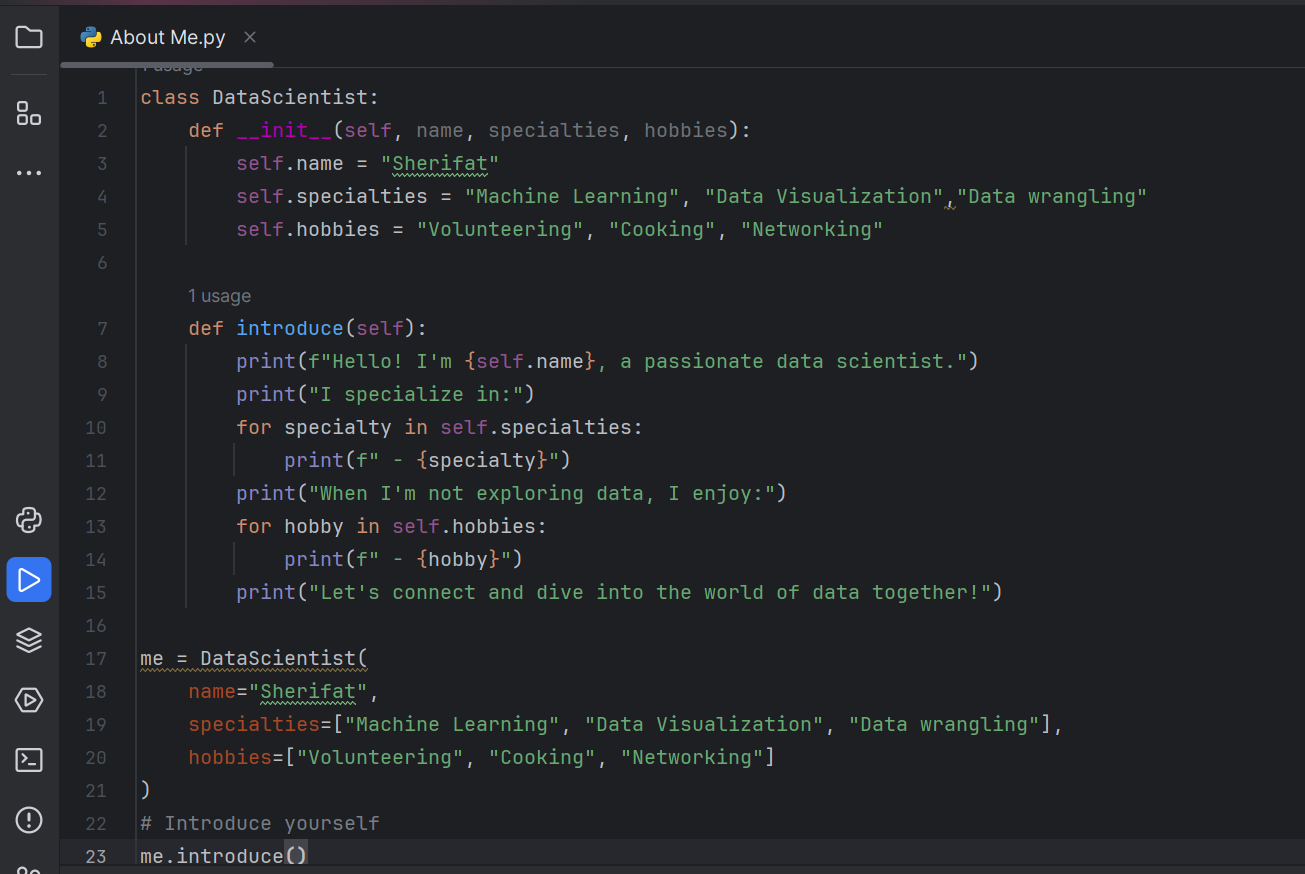 About Me.py
usage
1 class DataScientist:
2     def __init__(self, name, specialties, hobbies):
3         self.name = "Sherifat"
4         self.specialties = "Machine Learning", "Data Visualization","Data wrangling"
5         self.hobbies = "Volunteering", "Cooking", "Networking"
6
1 usage
7     def introduce(self):
8         print(f"Hello! I'm {self.name}, a passionate data scientist.")
9         print("I specialize in:")
10         for specialty in self.specialties:
11             print(f" - {specialty}")
12         print("When I'm not exploring data, I enjoy:")
13         for hobby in self.hobbies:
14             print(f" - {hobby}")
15         print("Let's connect and dive into the world of data together!")
16
17 me = DataScientist(
18     name="Sherifat",
19     specialties=["Machine Learning", "Data Visualization", "Data wrangling"],
20     hobbies=["Volunteering", "Cooking", "Networking"]
21 )
22 # Introduce yourself
23 me.introduce()